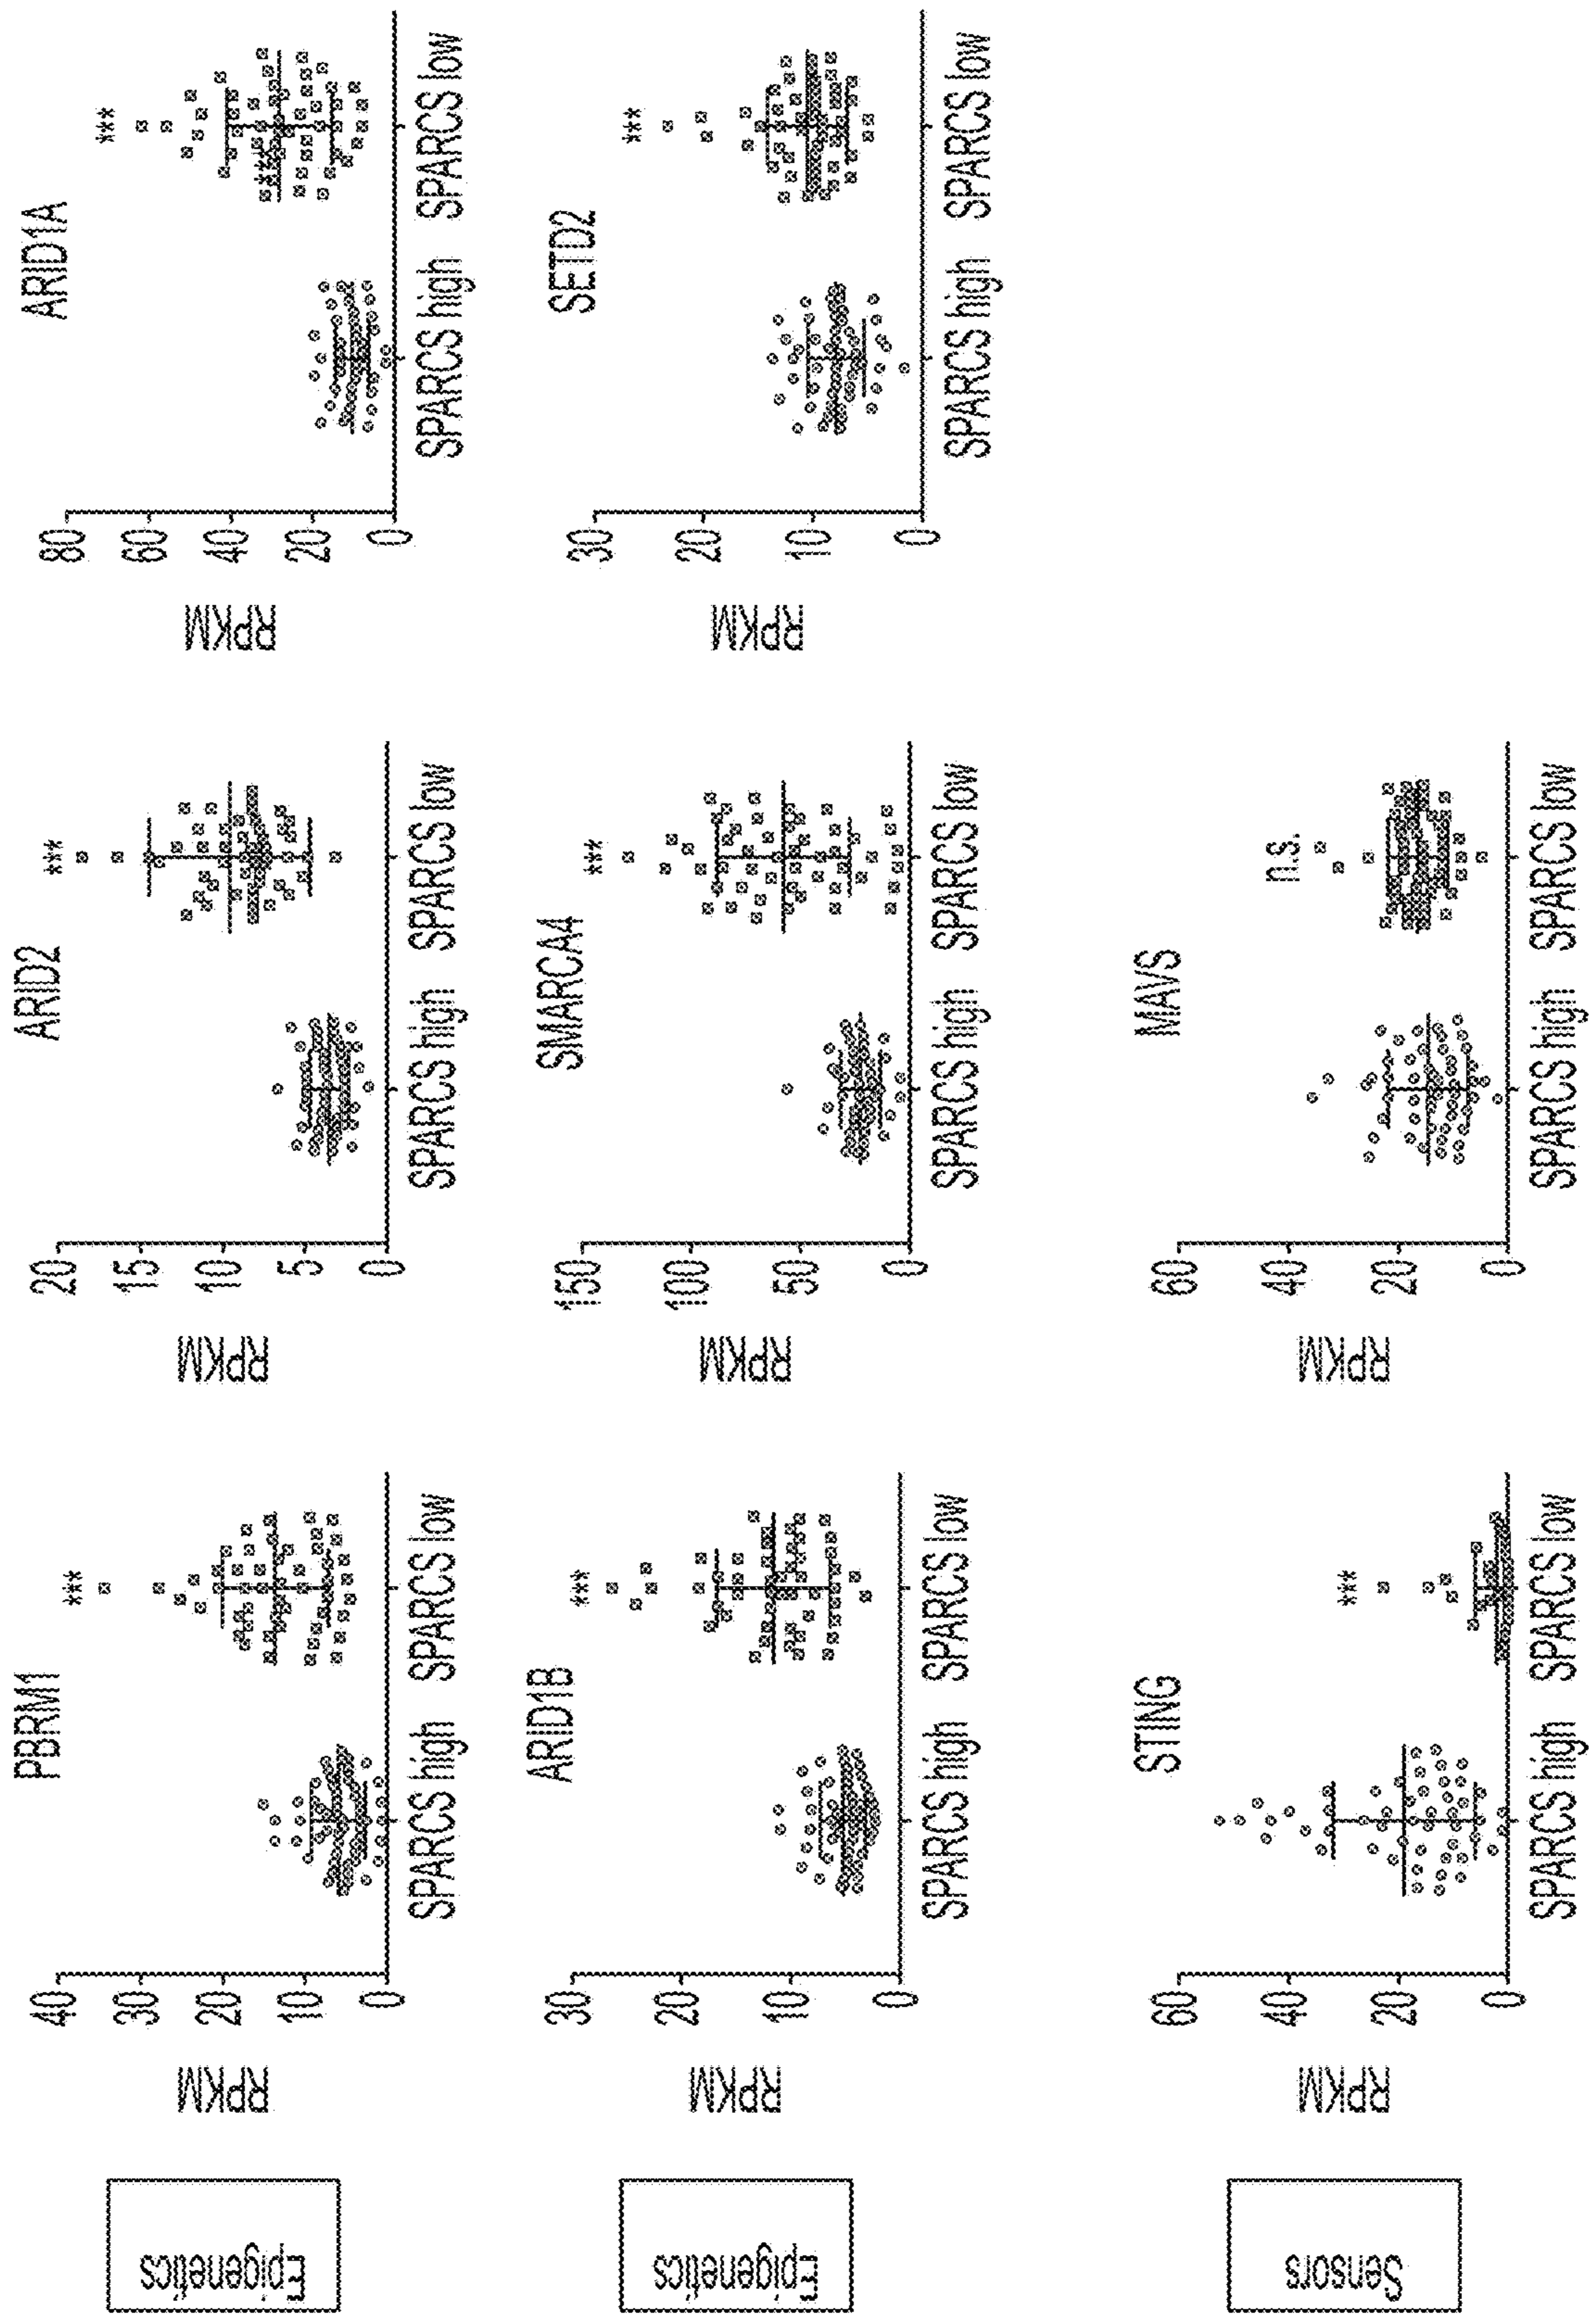 Epigenetics
PBRM1
RPKM
40
30
20
10
0
***
SPARCS high SPARCS low
ARID2
RPKM
20
15
10
5
0
***
SPARCS high SPARCS low
ARID1A
RPKM
80
60
40
20
0
***
***
SPARCS high SPARCS low
Epigenetics
ARID1B
RPKM
30
20
10
0
***
SPARCS high SPARCS low
SMARCA4
RPKM
150
100
50
0
***
SPARCS high SPARCS low
SETD2
RPKM
30
20
10
0
***
SPARCS high SPARCS low
Sensors
STING
RPKM
60
40
20
0
***
SPARCS high SPARCS low
MAVS
RPKM
60
40
20
0
n.s.
SPARCS high SPARCS low